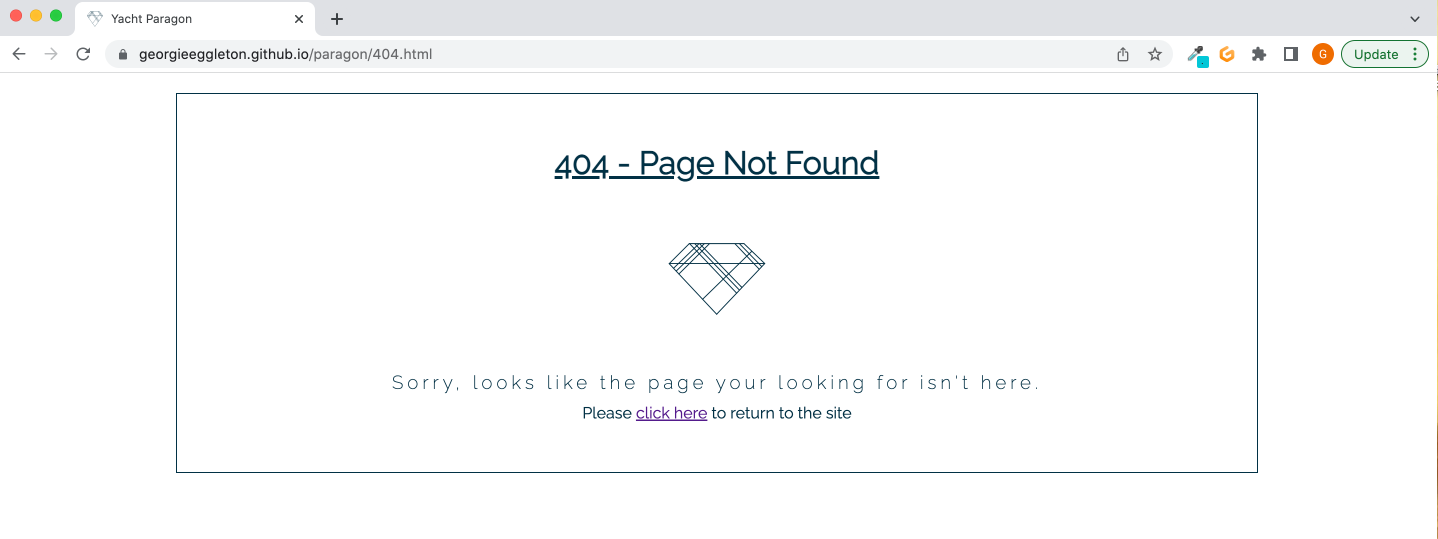 Yacht Paragon
georgieeggleton.github.io/paragon/404.html
G
Update
404 - Page Not Found
Sorry, looks like the page your looking for isn't here.
Please click here to return to the site